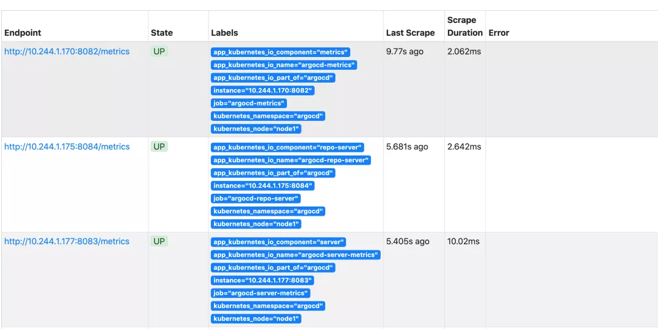 Endpoint State Labels Last Scrape Scrape Duration Error
http://10.244.1.170:8082/metrics UP app_kubernetes_io_component="metrics" 9.77s ago 2.062ms
app_kubernetes_io_name="argocd-metrics"
app_kubernetes_io_part_of="argocd"
instance="10.244.1.170:8082"
job="argocd-metrics"
kubernetes_namespace="argocd"
kubernetes_node="node1"
http://10.244.1.175:8084/metrics UP app_kubernetes_io_component="repo-server" 5.681s ago 2.642ms
app_kubernetes_io_name="argocd-repo-server"
app_kubernetes_io_part_of="argocd"
instance="10.244.1.175:8084"
job="argocd-repo-server"
kubernetes_namespace="argocd"
kubernetes_node="node1"
http://10.244.1.177:8083/metrics UP app_kubernetes_io_component="server" 5.405s ago 10.02ms
app_kubernetes_io_name="argocd-server-metrics"
app_kubernetes_io_part_of="argocd"
instance="10.244.1.177:8083"
job="argocd-server-metrics"
kubernetes_namespace="argocd"
kubernetes_node="node1"